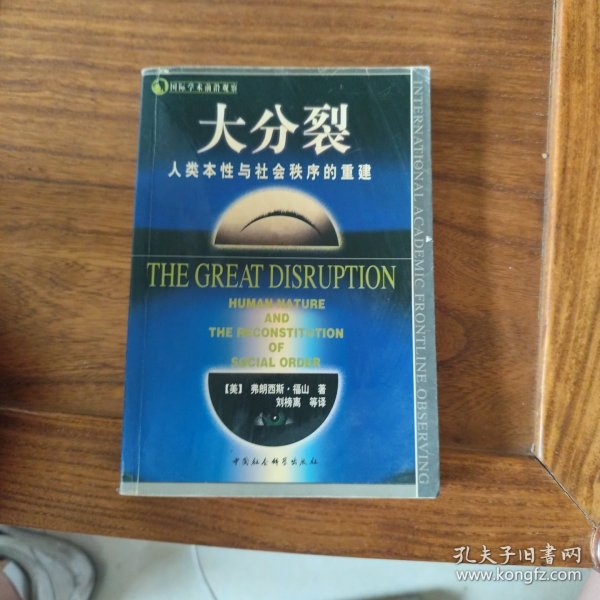 国际学术前沿观察
大分裂
人类本性与社会秩序的重建
THE GREAT DISRUPTION
HUMAN NATURE
AND
THE RECONSTITUTION
OF
SOCIAL ORDER
【美】 弗朗西斯·福山 著
刘榜离 等译
中国社会科学出版社
INTERNATIONAL ACADEMIC FRONTLINE OBSERVING
孔夫子旧书网
www.kongfz.com